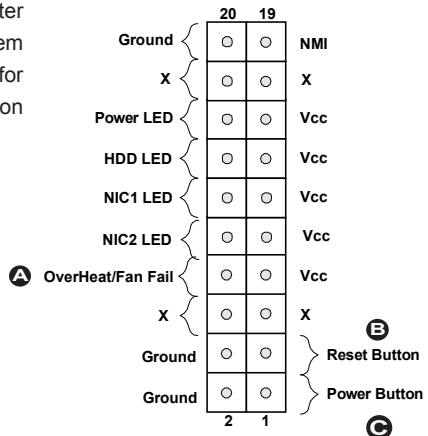 ter
em
for
on
20 19
Ground NMI
X X
Power LED Vcc
HDD LED Vcc
NIC1 LED Vcc
NIC2 LED Vcc
A OverHeat/Fan Fail Vcc
X X
B
Ground Reset Button
Ground Power Button
2 1
C